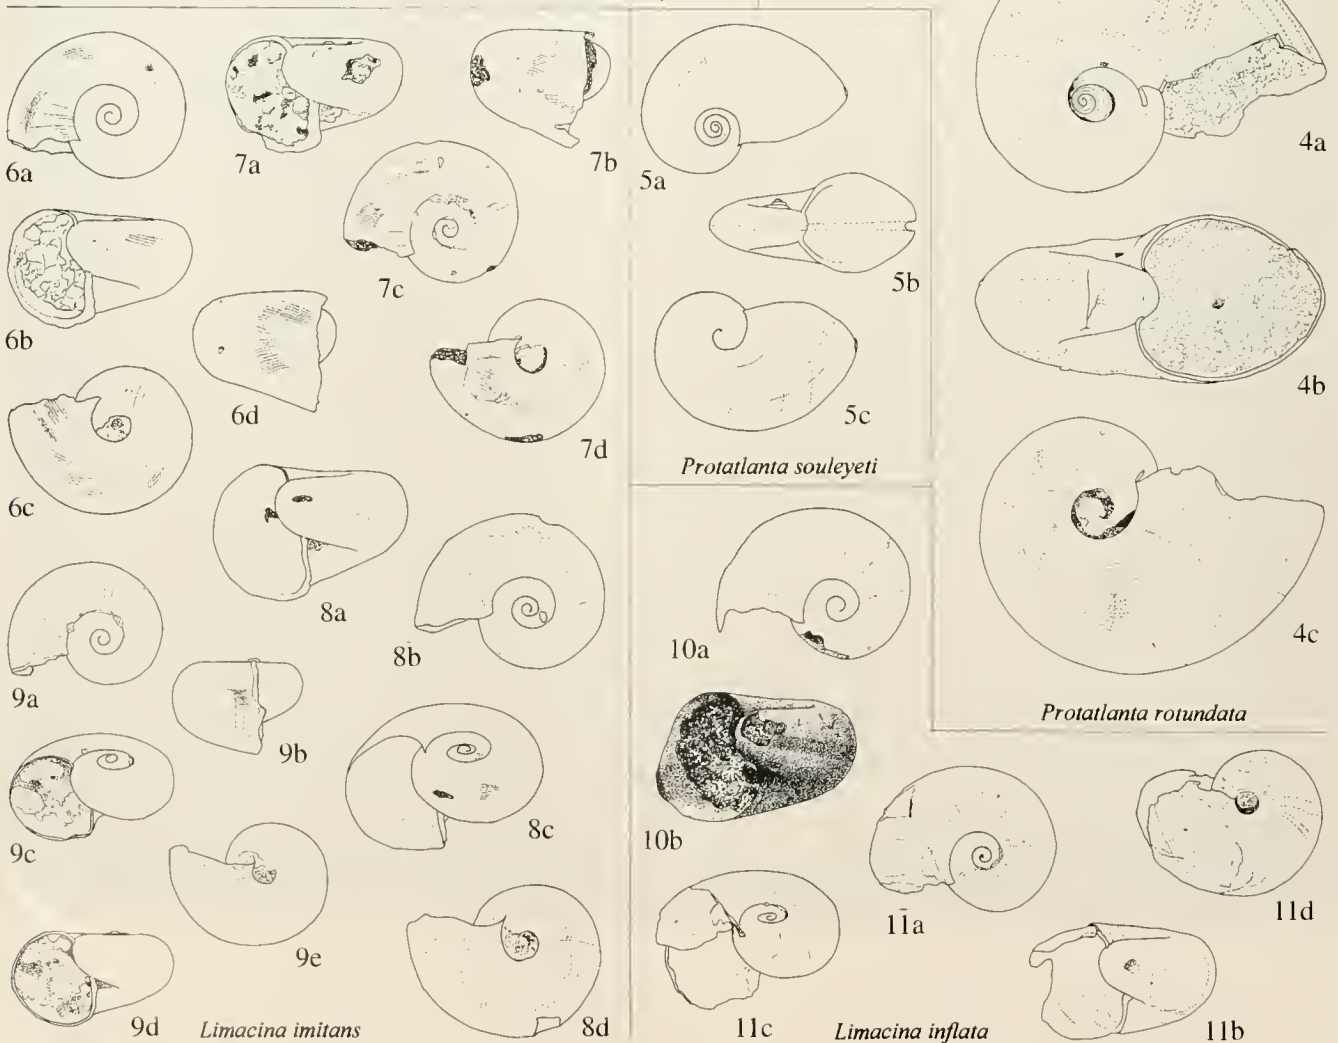 6a
7a
7b
7c
6b
6d
7d
6c
8a
8b
9a
9b
9c
8c
9e
9d
8d
Limacina imitans
5a
5b
5c
Protatlanta souleyeti
4a
4b
4c
Protatlanta rotundata
10a
10b
11a
11d
11c
11b
Limacina inflata